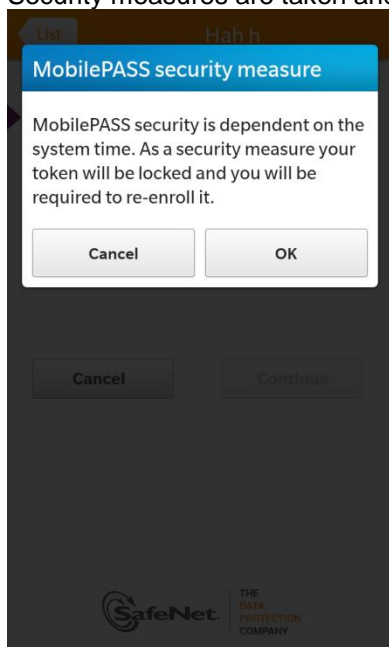 Security measures are taken and
List
Hah h
MobilePASS security measure
MobilePASS security is dependent on the
system time. As a security measure your
token will be locked and you will be
required to re-enroll it.
Cancel OK
Cancel Continue
SafeNet.
THE
DATA
PROTECTION
COMPANY